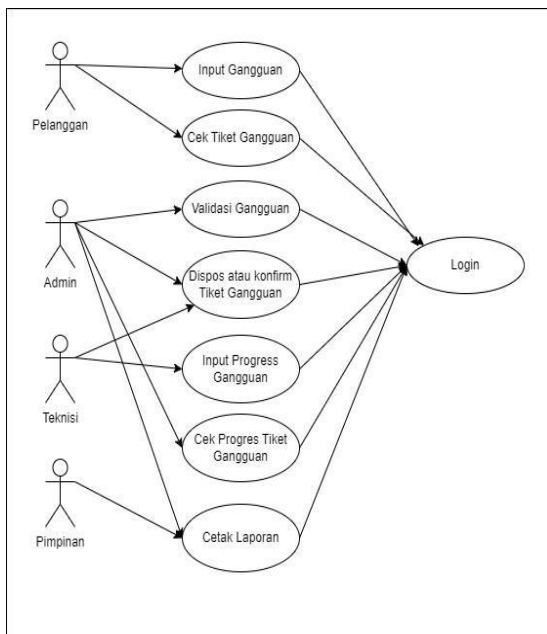 Pelanggan
Input Gangguan
Cek Tiket Gangguan
Admin
Validasi Gangguan
Dispos atau konfirm
Tiket Gangguan
Login
Teknisi
Input Progress
Gangguan
Cek Progres Tiket
Gangguan
Pimpinan
Cetak Laporan